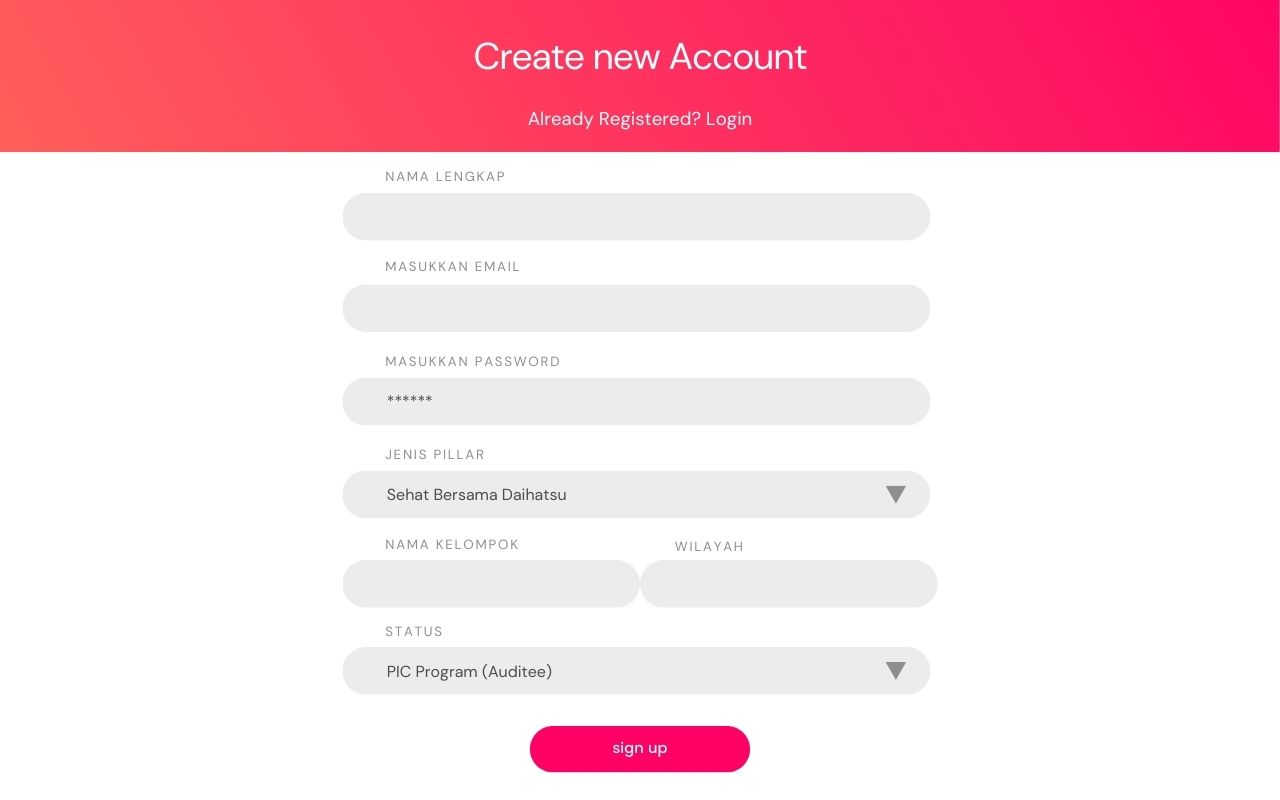 Create new Account
Already Registered? Login
NAMA LENGKAP
MASUKKAN EMAIL
MASUKKAN PASSWORD
******
JENIS PILLAR
Sehat Bersama Daihatsu
NAMA KELOMPOK
WILAYAH
STATUS
PIC Program (Auditee)
sign up